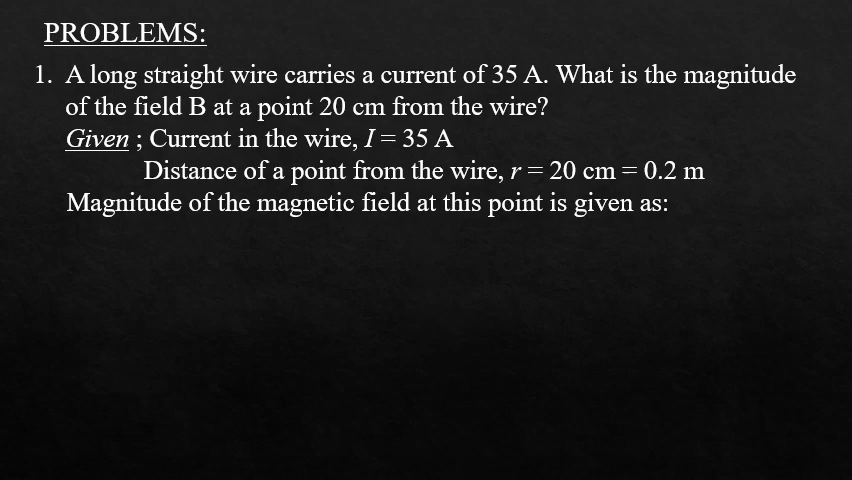 PROBLEMS:
1. A long straight wire carries a current of 35 A. What is the magnitude
of the field B at a point 20 cm from the wire?
Given ; Current in the wire, I = 35 A
Distance of a point from the wire, r = 20 cm = 0.2 m
Magnitude of the magnetic field at this point is given as: